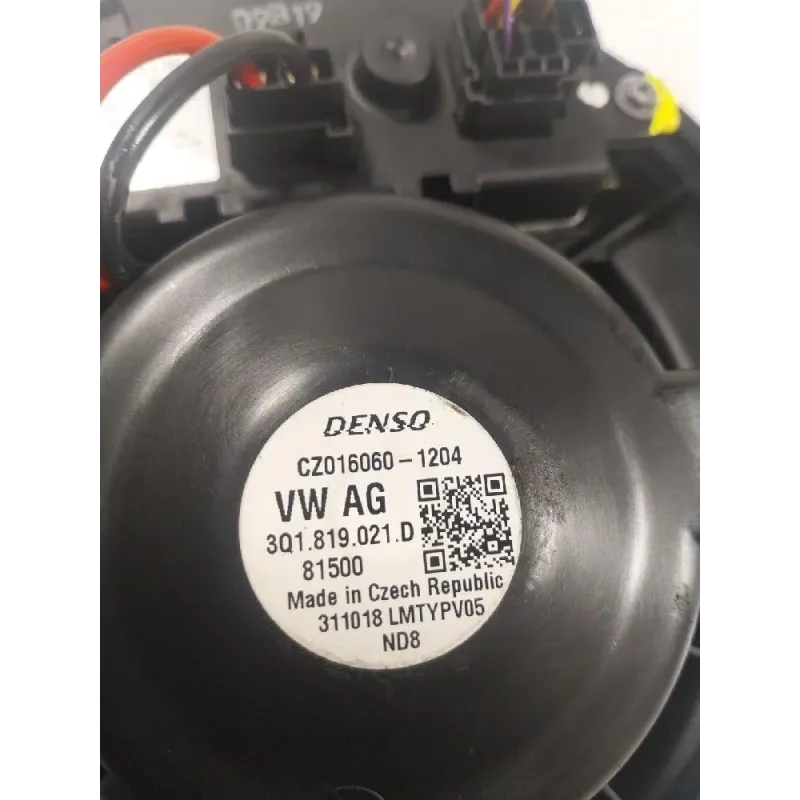 DENSO
CZ016060-1204
VW AG
3Q1.819.021.D
81500
Made in Czech Republic
311018 LMTYPV05
ND8